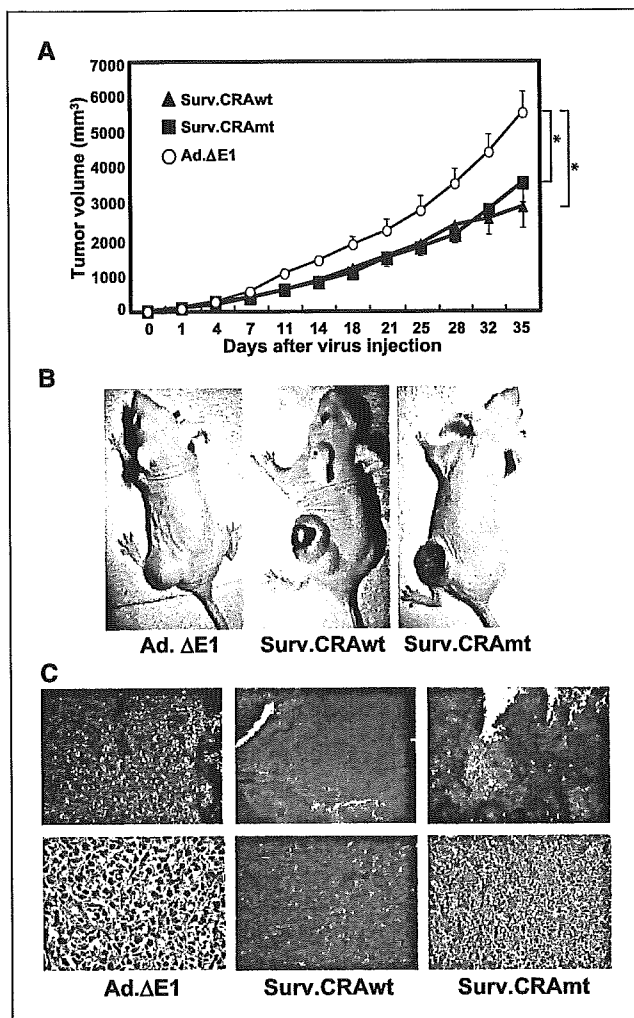 A
7000
6000
5000
4000
3000
2000
1000
0
Tumor volume (mm³)
Surv.CRAwt
Surv.CRAmt
Ad.ΔE1
*
*
0 1 4 7 11 14 18 21 25 28 32 35
Days after virus injection
B
Ad. ΔE1 Surv.CRAwt Surv.CRAmt
C
Ad.ΔE1 Surv.CRAwt Surv.CRAmt